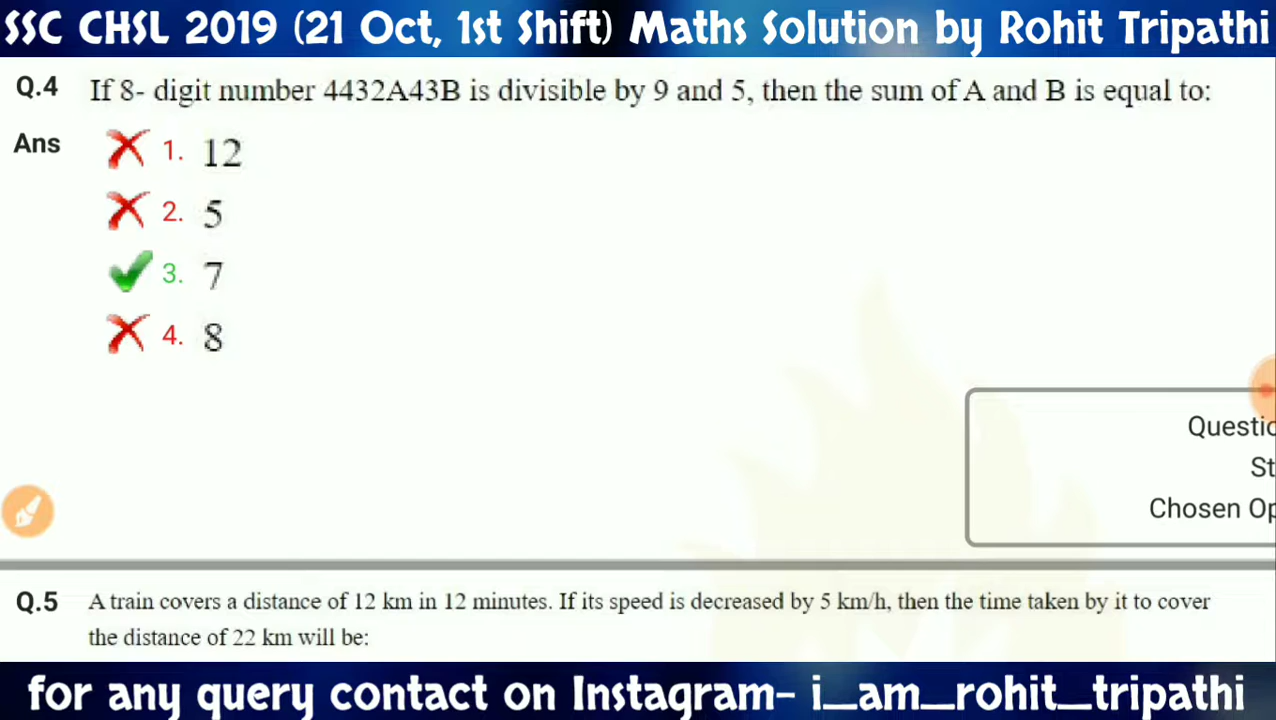 SSC CHSL 2019 (21 Oct, 1st Shift) Maths Solution by Rohit Tripathi
Q.4 If 8- digit number 4432A43B is divisible by 9 and 5, then the sum of A and B is equal to:
Ans 1. 12
2. 5
3. 7
4. 8
Questio
St
Chosen Op
Q.5 A train covers a distance of 12 km in 12 minutes. If its speed is decreased by 5 km/h, then the time taken by it to cover
the distance of 22 km will be:
for any query contact on Instagram- i_am_rohit_tripathi